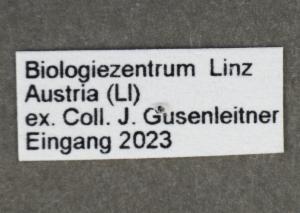 Biologiezentrum Linz
Austria (LI)
ex. Coll. J. Gusenleitner
Eingang 2023